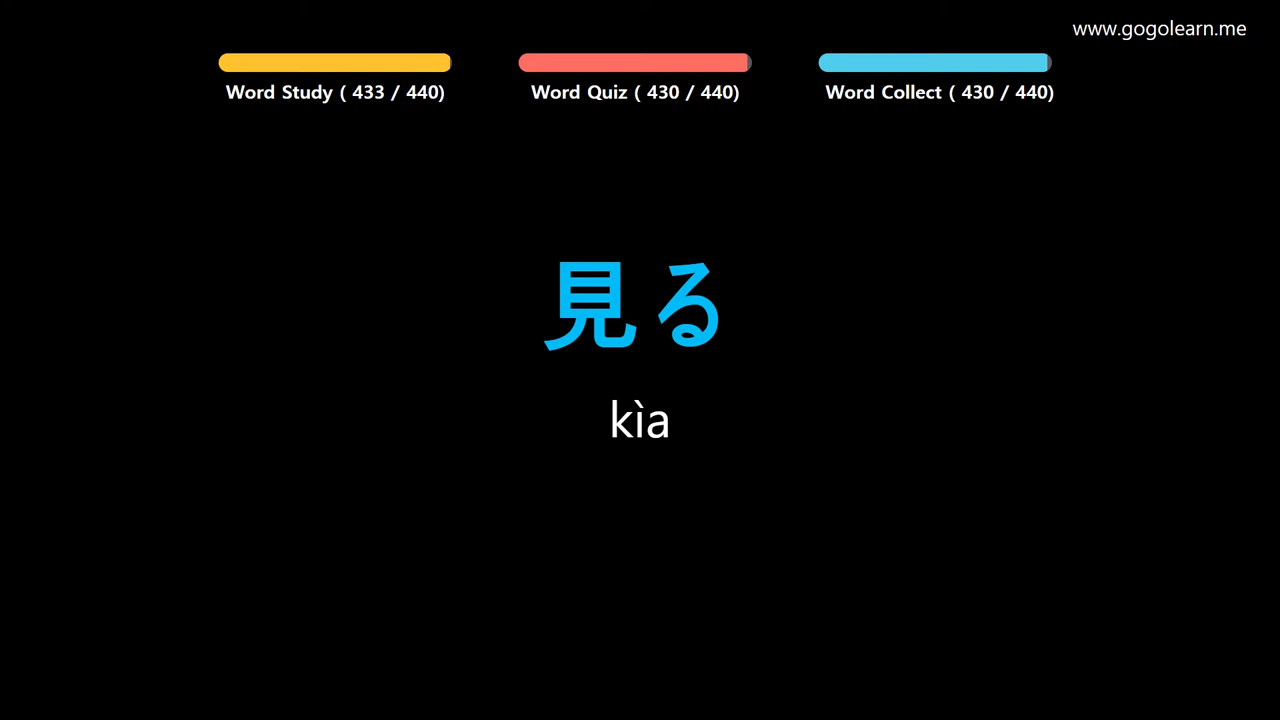 www.gogolearn.me
Word Study ( 433 / 440)
Word Quiz ( 430 / 440)
Word Collect ( 430 / 440)
見る
kìa